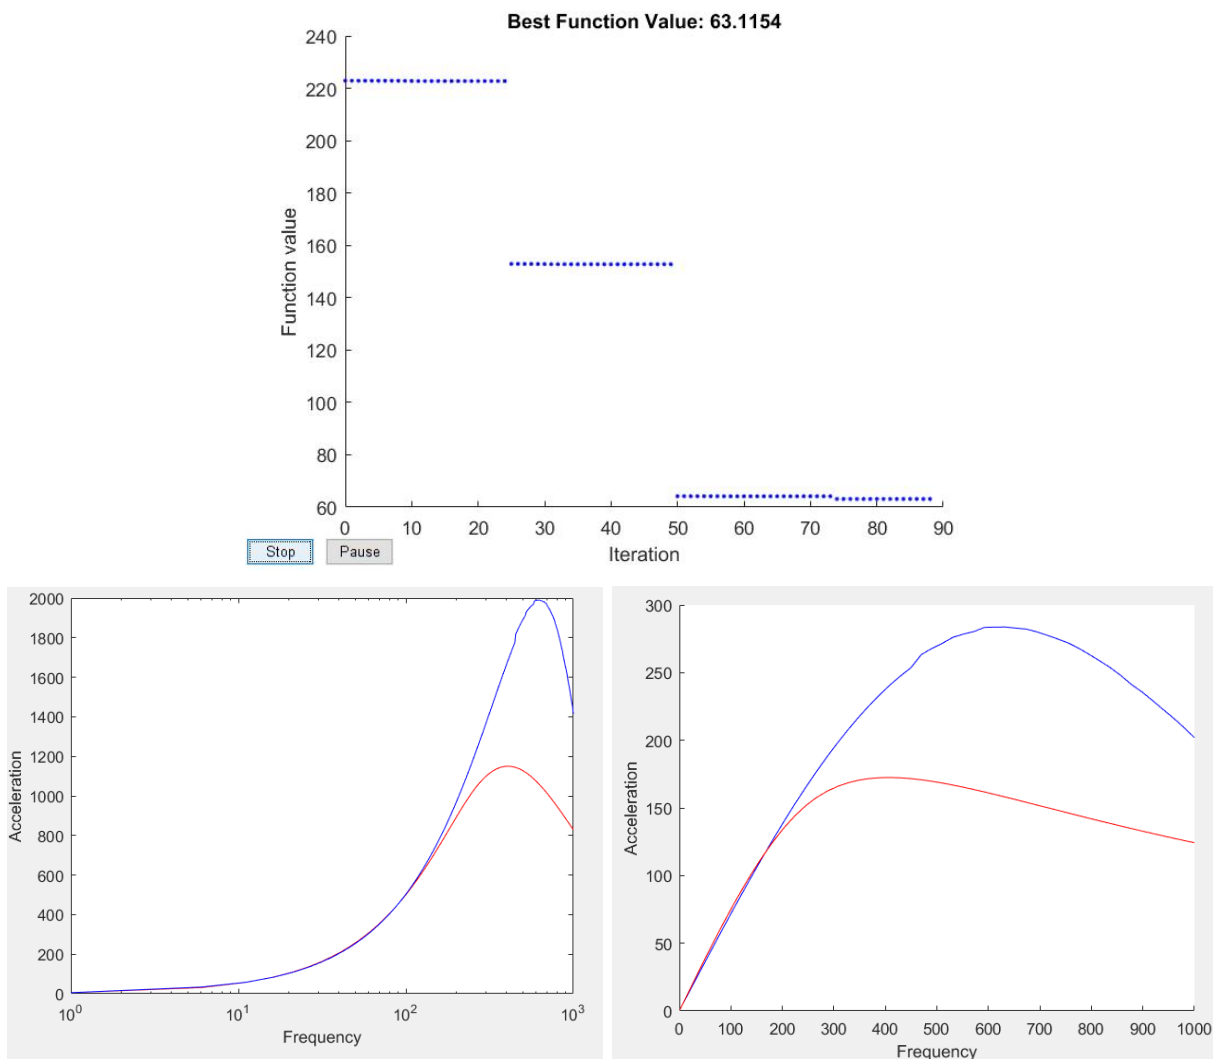 Best Function Value: 63.1154
240
220
200
180
160
140
120
100
80
60
Function value
0 10 20 30 40 50 60 70 80 90
Iteration
Stop Pause
2000
1800
1600
1400
1200
1000
800
600
400
200
0
Acceleration
10^0 10^1 10^2 10^3
Frequency
300
250
200
150
100
50
0
Acceleration
0 100 200 300 400 500 600 700 800 900 1000
Frequency